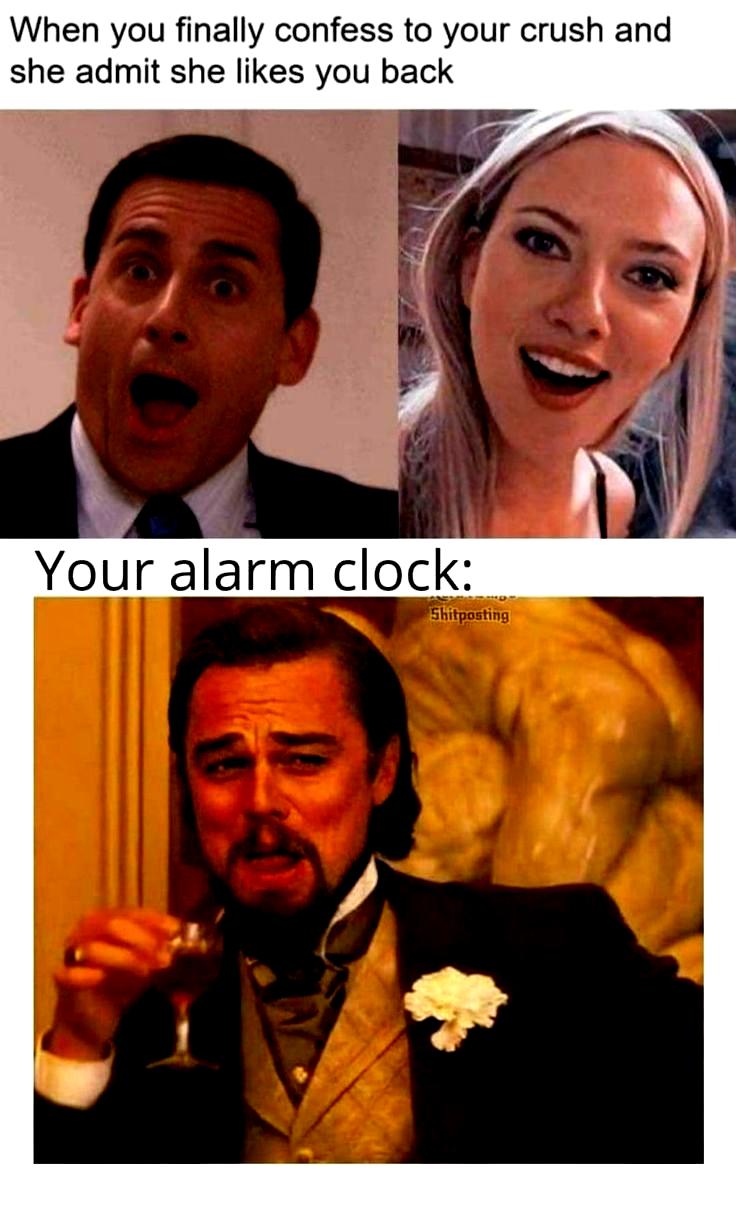 When you finally confess to your crush and
she admit she likes you back
Your alarm clock:
Shitposting